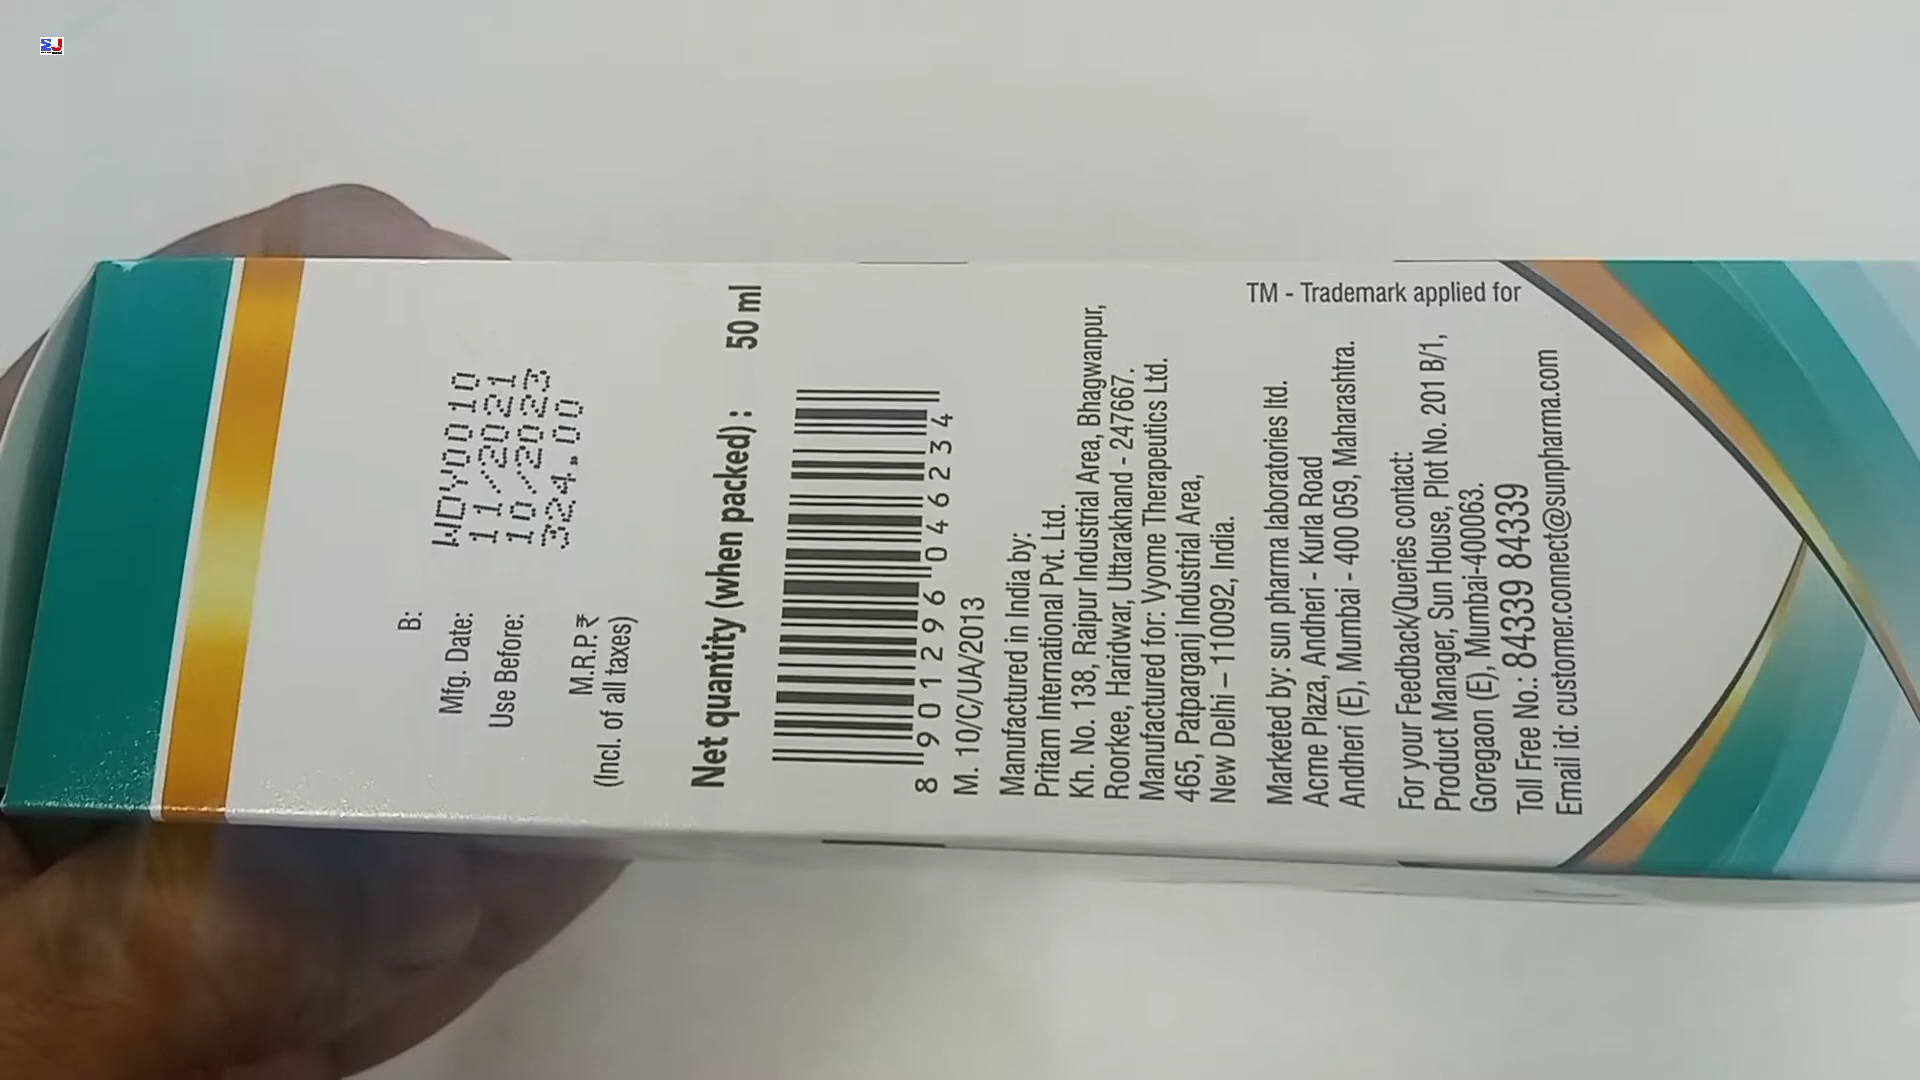 B: WDY0010
Mfg. Date: 11/2021
Use Before: 10/2023
M.R.P. ₹ 324.00
(Incl. of all taxes)
Net quantity (when packed) : 50 ml
8 901296 046234
M. 10/C/UA/2013
Manufactured in India by:
Pritam International Pvt. Ltd.
Kh. No. 138, Raipur Industrial Area, Bhagwanpur,
Roorkee, Haridwar, Uttarakhand - 247667.
Manufactured for: Vyome Therapeutics Ltd.
465, Patparganj Industrial Area,
New Delhi – 110092, India.
TM - Trademark applied for
Marketed by: sun pharma laboratories ltd.
Acme Plaza, Andheri - Kurla Road
Andheri (E), Mumbai - 400 059, Maharashtra.
For your Feedback/Queries contact:
Product Manager, Sun House, Plot No. 201 B/1,
Goregaon (E), Mumbai-400063.
Toll Free No.: 84339 84339
Email id: customer.connect@sunpharma.com